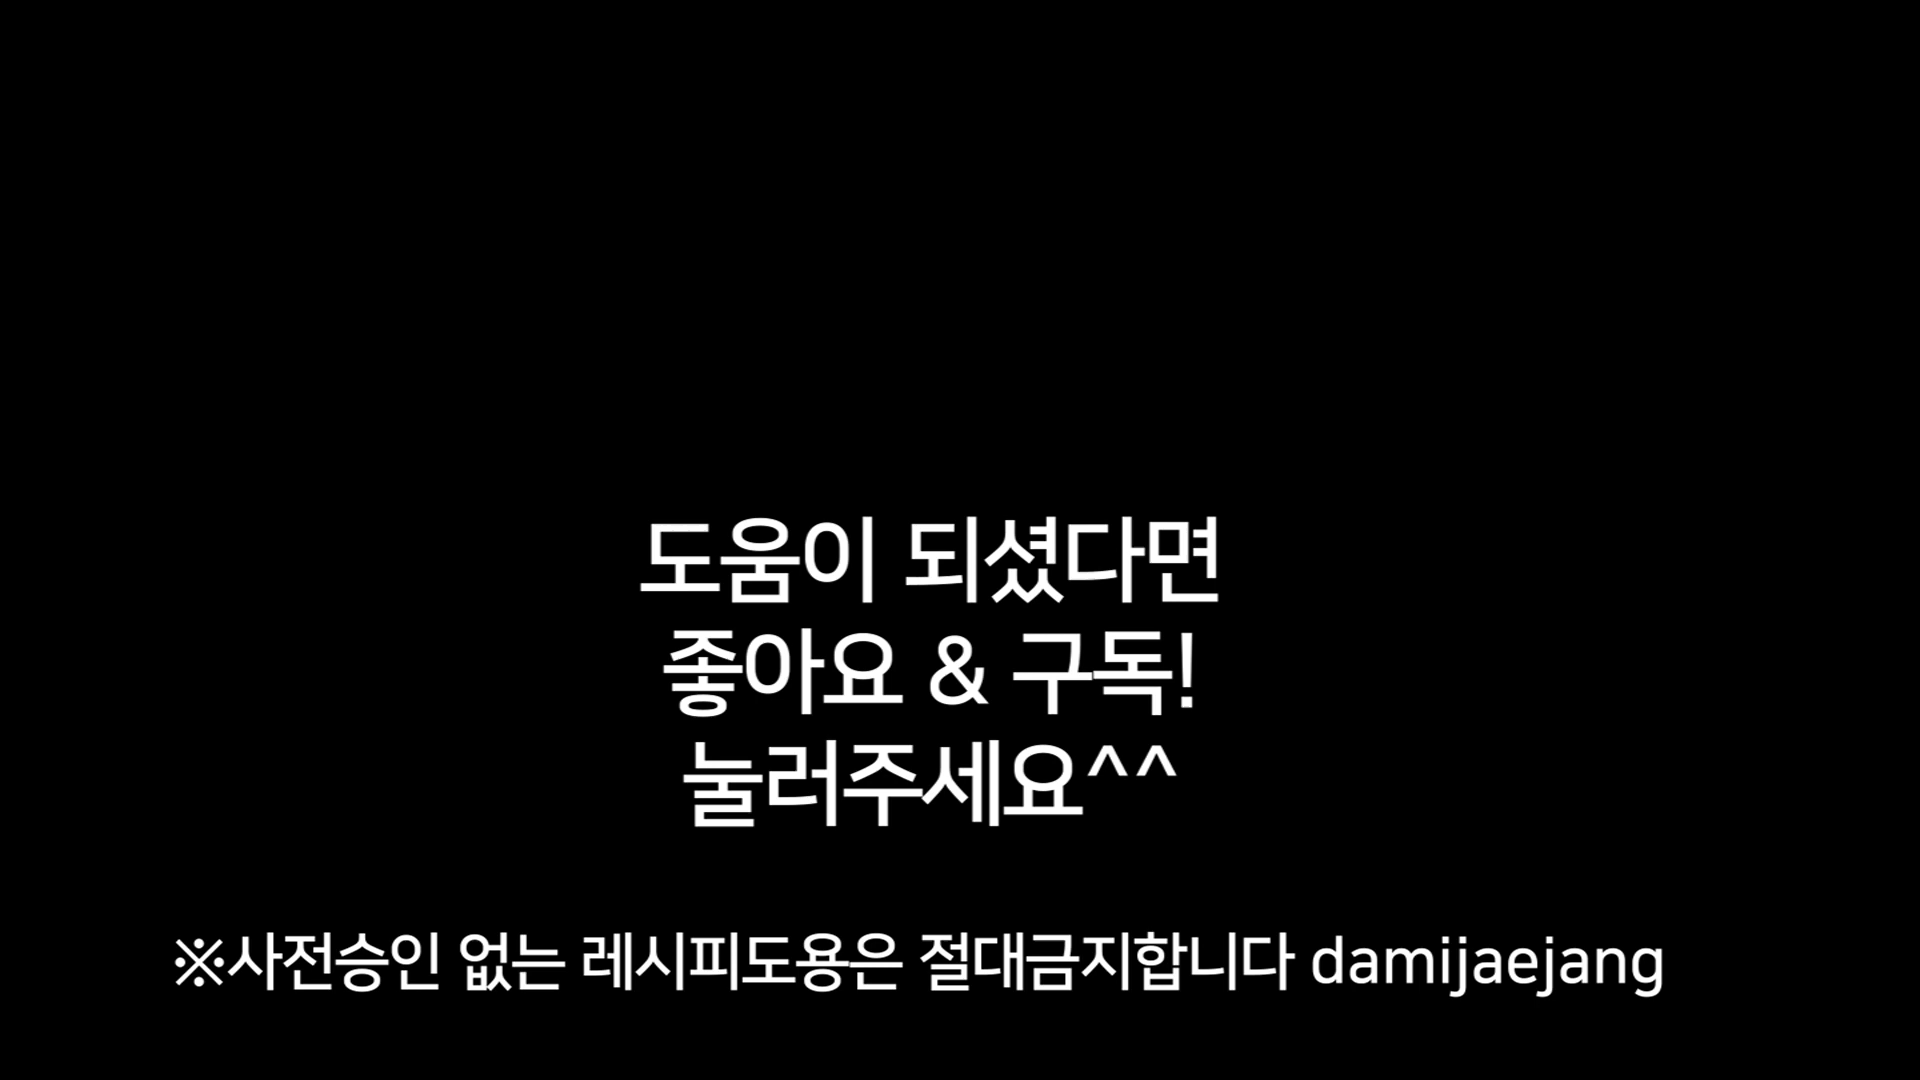 도움이 되셨다면
좋아요 & 구독!
눌러주세요^^
※사전승인 없는 레시피도용은 절대금지합니다 damijaejang